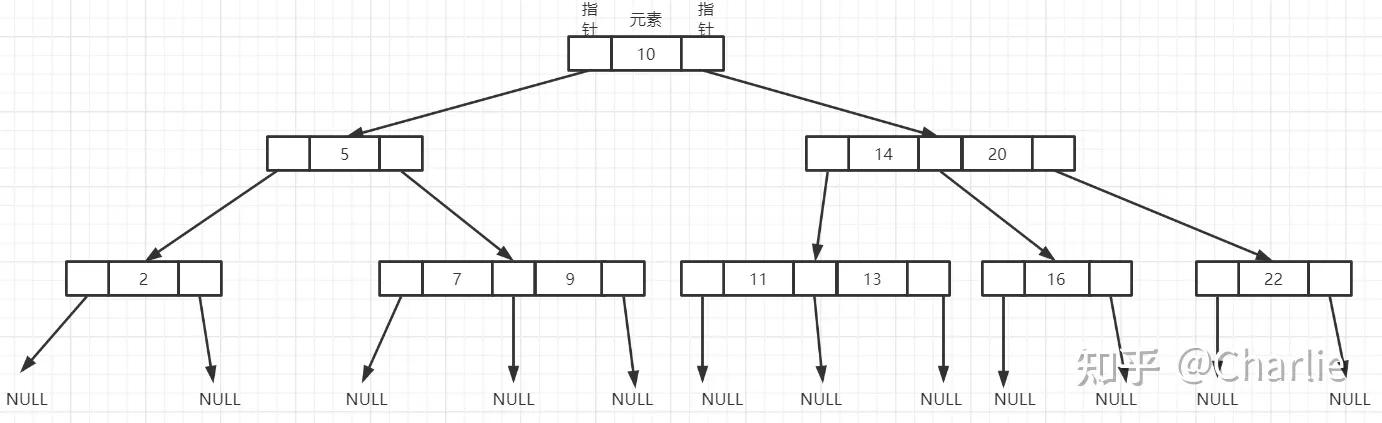 指针 元素 指针
10
5 14 20
2 7 9 11 13 16 22
NULL NULL NULL NULL NULL NULL NULL NULL NULL NULL NULL NULL
知乎 @Charlie